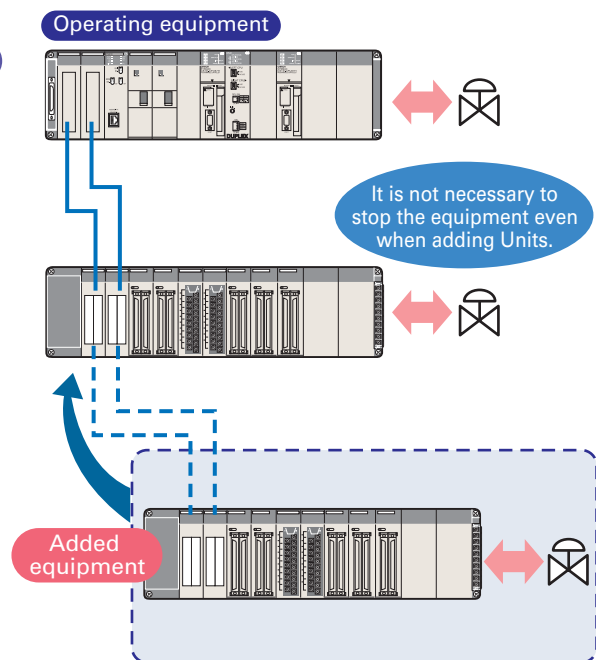 Operating equipment
DUPLEX
It is not necessary to
stop the equipment even
when adding Units.
Added
equipment